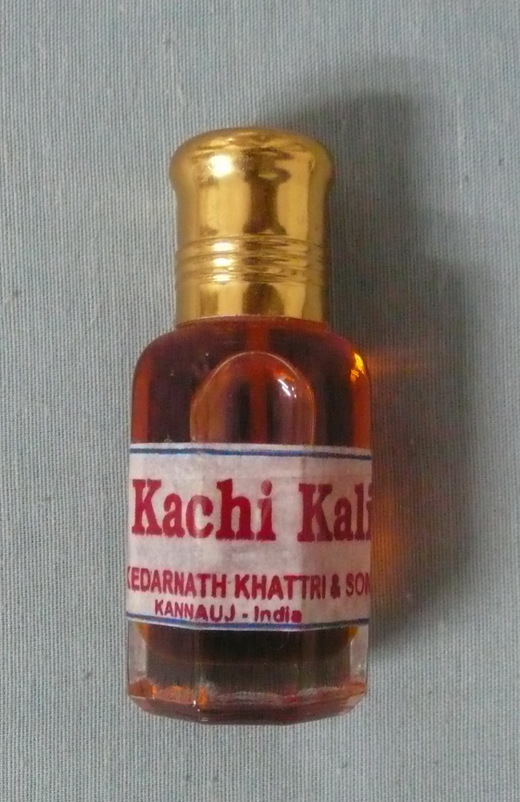 Kachi Kali
KEDARNATH KHATTRI & SON
KANNAUJ - India